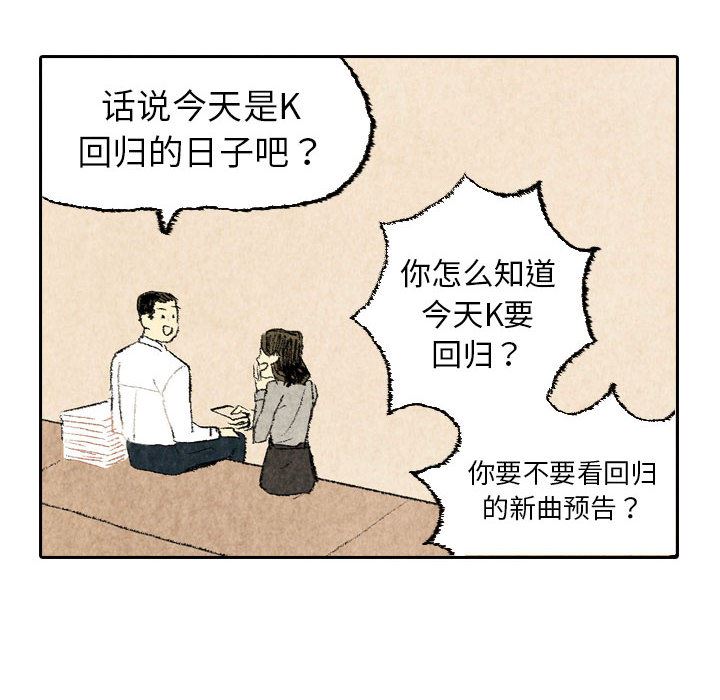 话说今天是K
回归的日子吧？
你怎么知道
今天K要
回归？
你要不要看回归
的新曲预告？